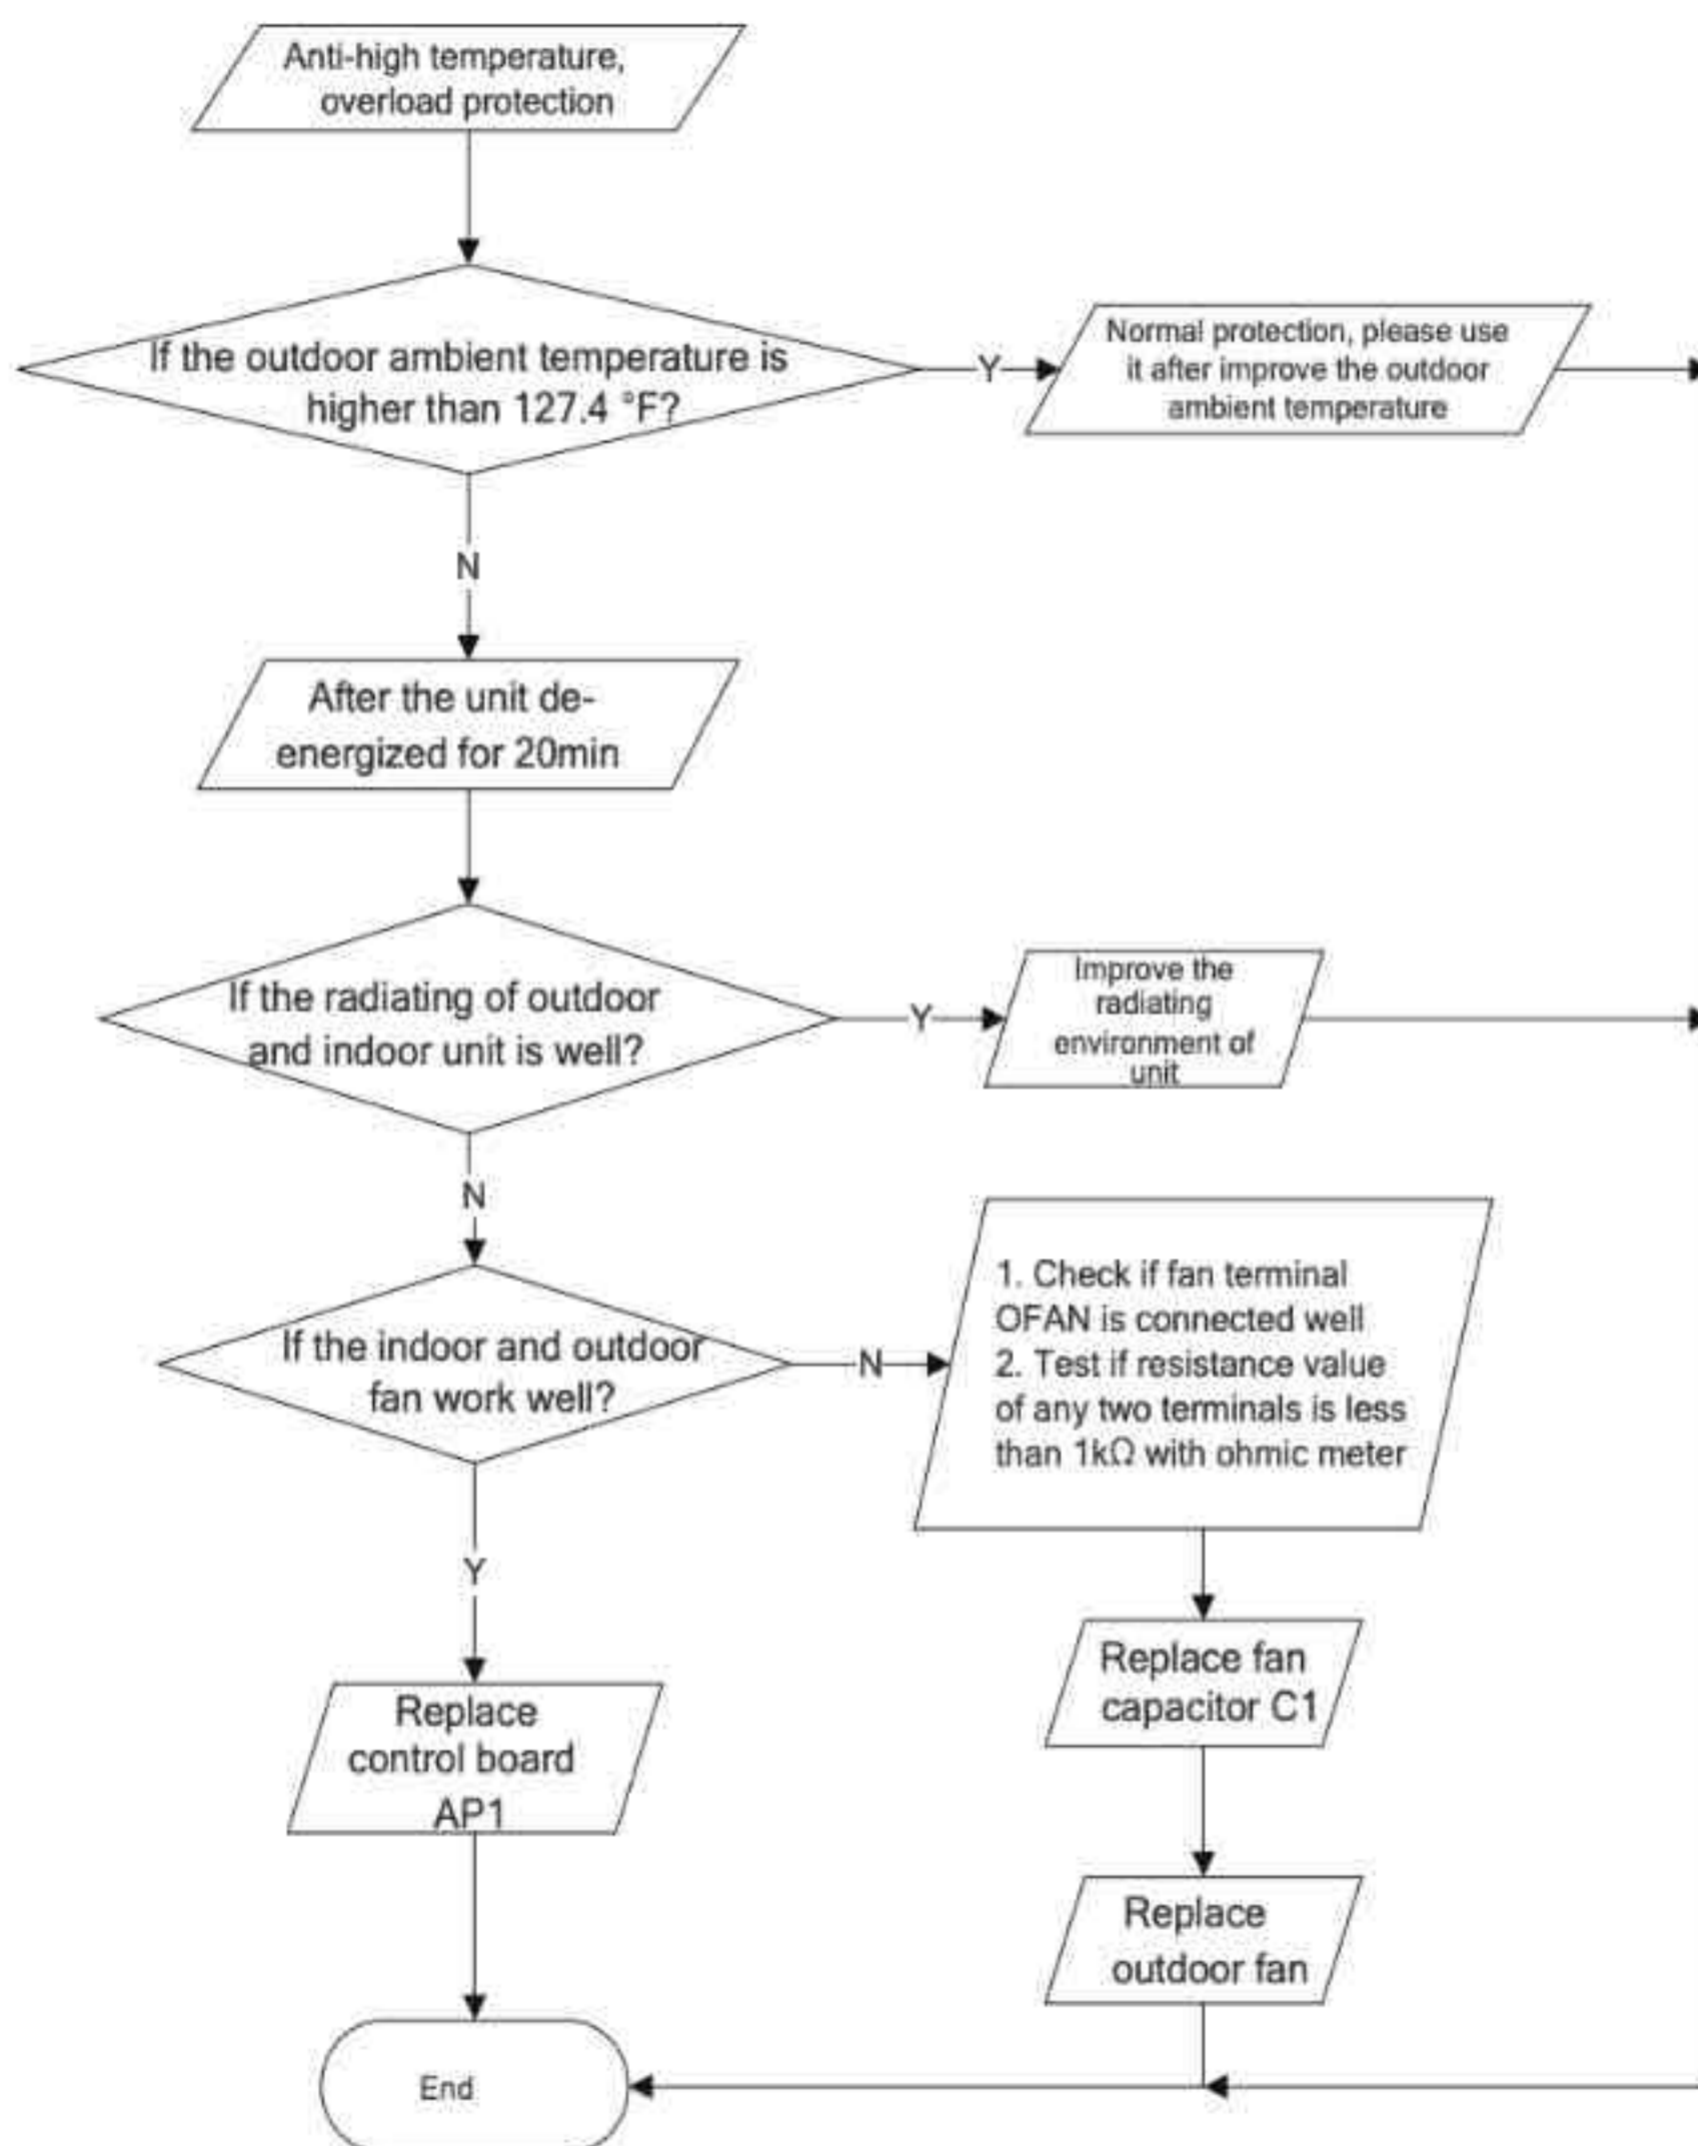 Anti-high temperature,
overload protection
If the outdoor ambient temperature is
higher than 127.4 °F?
Y
Normal protection, please use
it after improve the outdoor
ambient temperature
N
After the unit de-
energized for 20min
If the radiating of outdoor
and indoor unit is well?
Y
Improve the
radiating
environment of
unit
N
If the indoor and outdoor
fan work well?
N
1. Check if fan terminal
OFAN is connected well
2. Test if resistance value
of any two terminals is less
than 1kΩ with ohmic meter
Y
Replace fan
capacitor C1
Replace
control board
AP1
Replace
outdoor fan
End